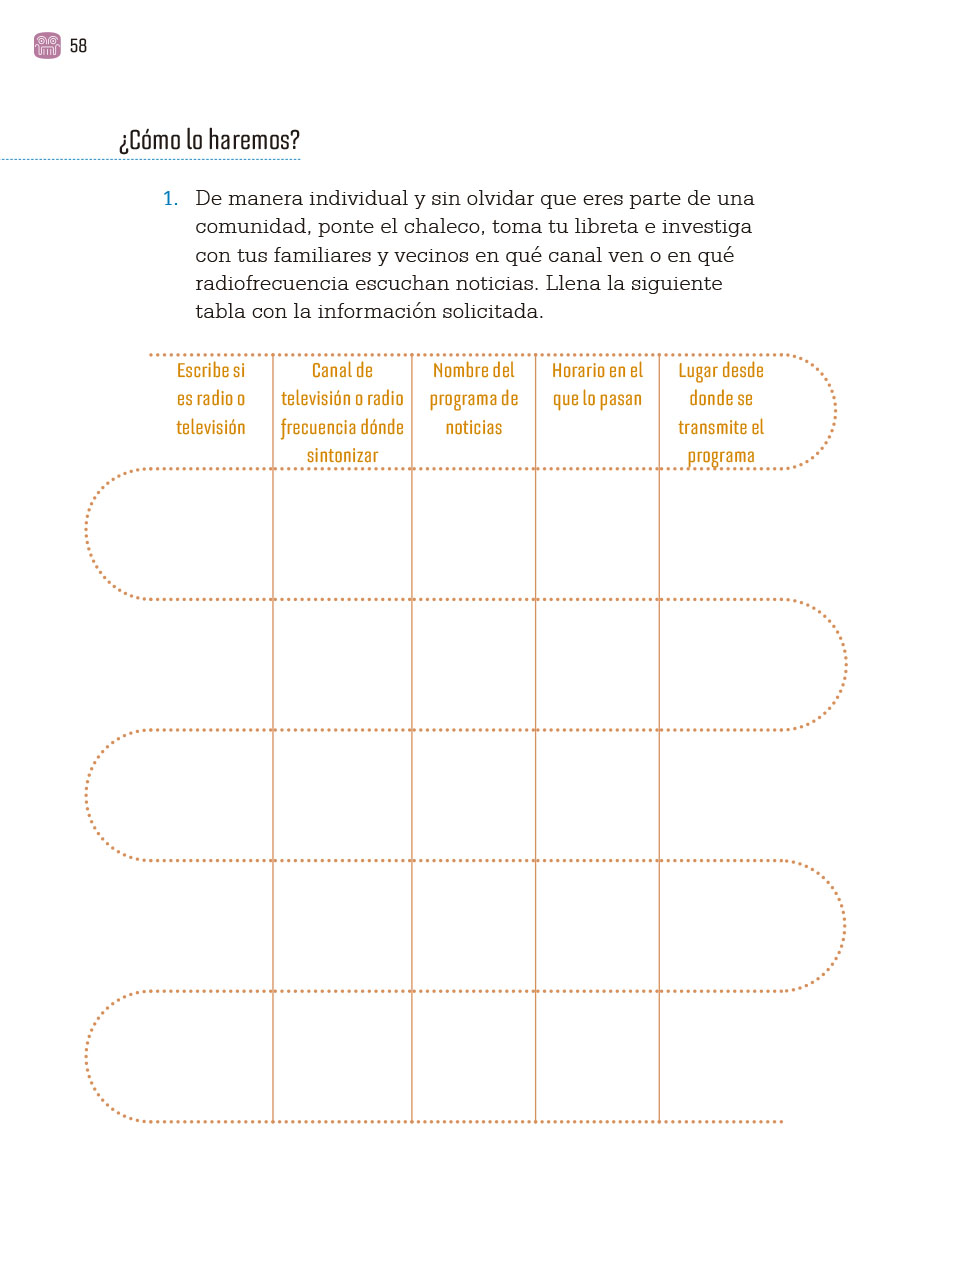 58
¿Cómo lo haremos?
1. De manera individual y sin olvidar que eres parte de una
comunidad, ponte el chaleco, toma tu libreta e investiga
con tus familiares y vecinos en qué canal ven o en qué
radiofrecuencia escuchan noticias. Llena la siguiente
tabla con la información solicitada.
Escribe si
es radio o
televisión
Canal de
televisión o radio
frecuencia dónde
sintonizar
Nombre del
programa de
noticias
Horario en el
que lo pasan
Lugar desde
donde se
transmite el
programa